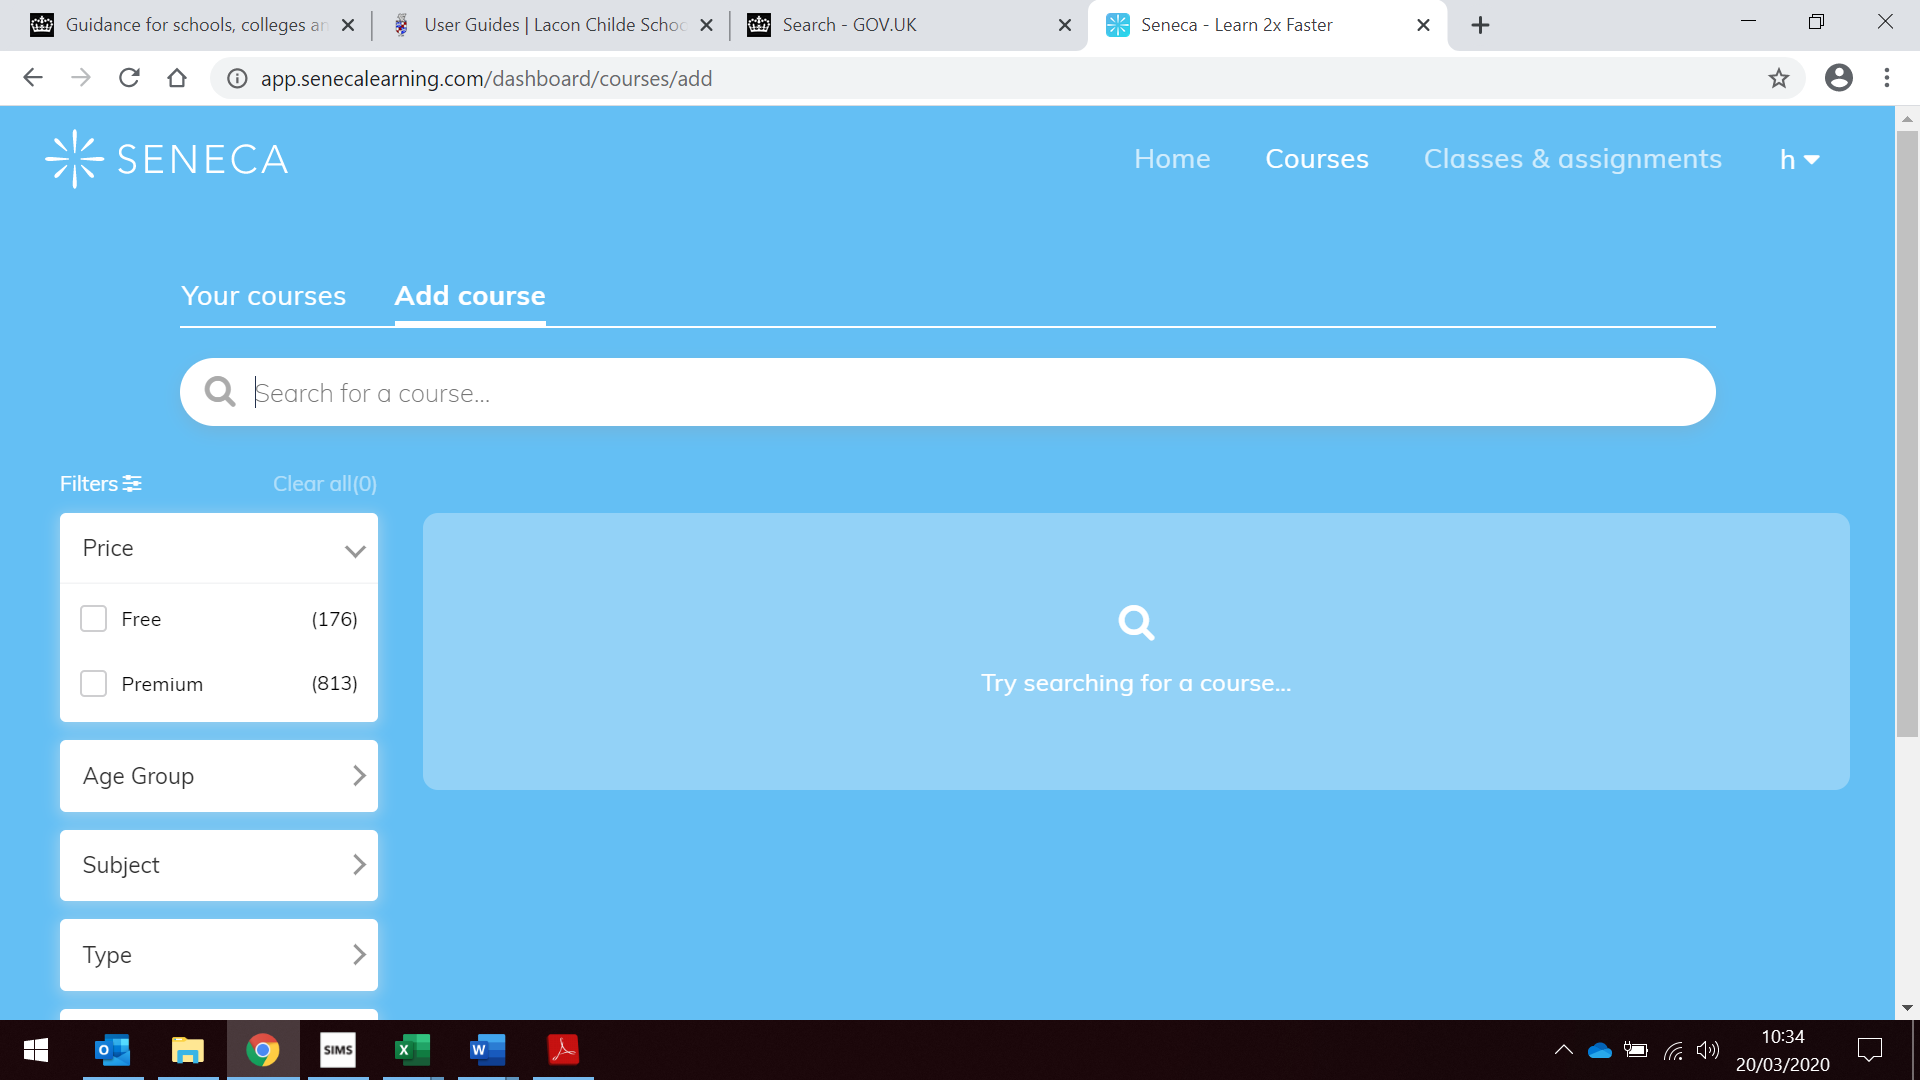 Guidance for schools, colleges an
User Guides | Lacon Childe Schoo
Search - GOV.UK
Seneca - Learn 2x Faster
app.senecalearning.com/dashboard/courses/add
SENECA
Home
Courses
Classes & assignments
h
Your courses
Add course
Search for a course...
Filters
Clear all(0)
Price
Free (176)
Premium (813)
Try searching for a course...
Age Group
Subject
Type
SIMS
10:34
20/03/2020